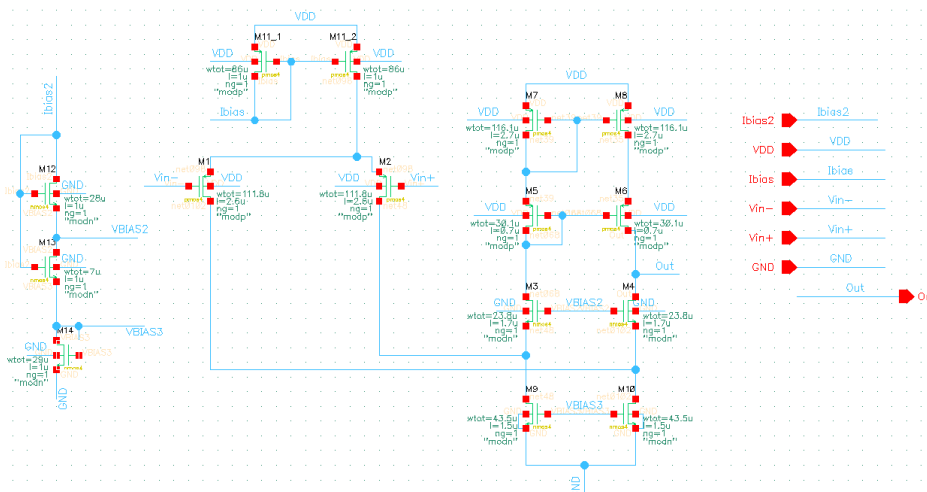 VDD
M11_1
M11_2
VDD
VDD
wtot=86u
l=1u
ng=1
"modp"
pmos4
wtot=86u
l=1u
ng=1
"modp"
pmos4
Ibias
Ibias2
M12
GND
wtot=28u
l=1u
ng=1
"modn"
VBIAS2
M13
GND
wtot=7u
l=1u
ng=1
"modn"
M14
VBIAS3
GND
wtot=29u
l=1u
ng=1
"modn"
GND
M1
Vin-
VDD
wtot=111.8u
l=2.6u
ng=1
"modp"
M2
VDD
Vin+
wtot=111.8u
l=2.6u
ng=1
"modp"
VDD
M7
M8
VDD
VDD
wtot=116.1u
l=2.7u
ng=1
"modp"
wtot=116.1u
l=2.7u
ng=1
"modp"
M5
M6
VDD
VDD
wtot=30.1u
l=0.7u
ng=1
"modp"
wtot=30.1u
l=0.7u
ng=1
"modp"
Out
M3
M4
GND
VBIAS2
GND
wtot=23.8u
l=1.7u
ng=1
"modn"
wtot=23.8u
l=1.7u
ng=1
"modn"
M9
M10
VBIAS3
wtot=43.5u
l=1.5u
ng=1
"modn"
wtot=43.5u
l=1.5u
ng=1
"modn"
Ibias2
Ibias2
VDD
VDD
Ibias
Ibias
Vin-
Vin-
Vin+
Vin+
GND
GND
Out